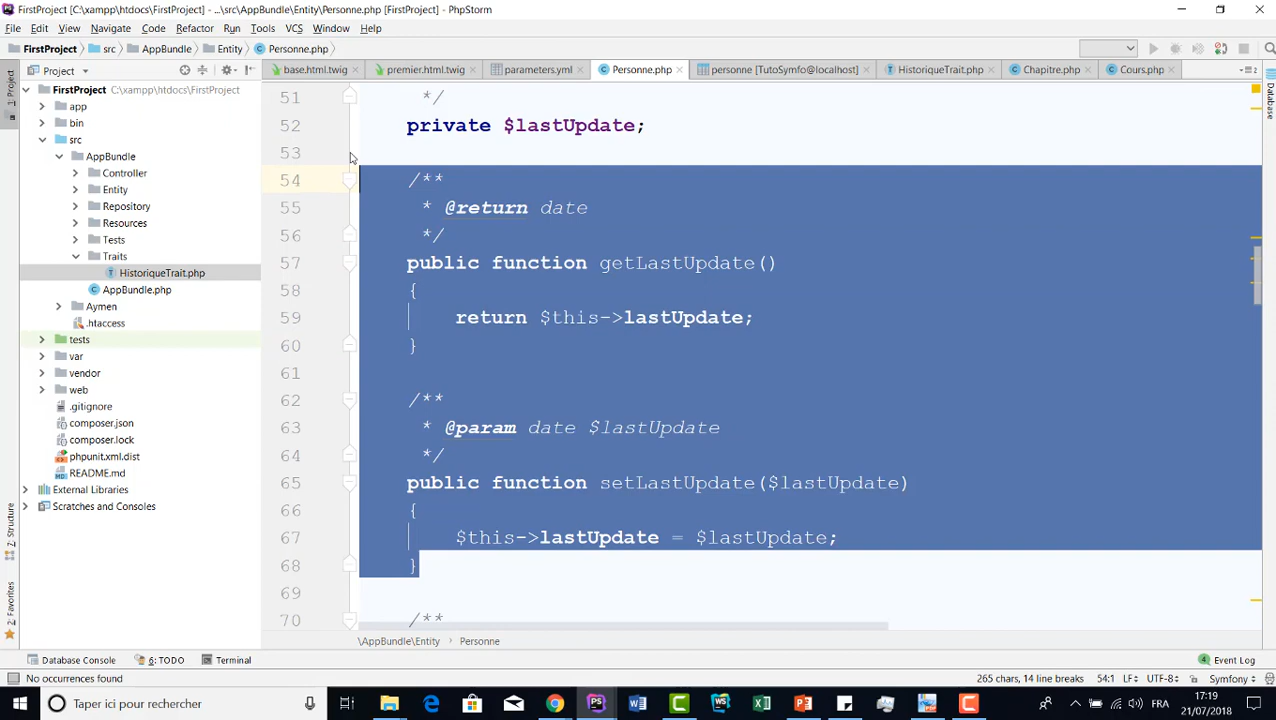 FirstProject [C:\xampp\htdocs\FirstProject] - ...\src\AppBundle\Entity\Personne.php [FirstProject] - PhpStorm
File Edit View Navigate Code Refactor Run Tools VCS Window Help
FirstProject src AppBundle Entity Personne.php
Project base.html.twig premier.html.twig parameters.yml personne.php personne [TutoSymfo@localhost] HistoriqueTrait.php Chapitre.php Cours.php
1: Project
Database
FirstProject C:\xampp\htdocs\FirstProject
app
bin
src
AppBundle
Controller
Entity
Repository
Resources
Tests
Traits
HistoriqueTrait.php
AppBundle.php
Aymen
.htaccess
tests
var
vendor
web
.gitignore
composer.json
composer.lock
phpunit.xml.dist
README.md
External Libraries
Scratches and Consoles
7: Structure
2: Favorites
51 */
52 private $lastUpdate;
53
54 /**
55 * @return date
56 */
57 public function getLastUpdate()
58 {
59 return $this->lastUpdate;
60 }
61
62 /**
63 * @param date $lastUpdate
64 */
65 public function setLastUpdate($lastUpdate)
66 {
67 $this->lastUpdate = $lastUpdate;
68 }
69
70 /**
\AppBundle\Entity Personne
Database Console 6: TODO Terminal 4 Event Log
No occurrences found 265 chars, 14 line breaks 54:1 LF UTF-8 Symfony
Taper ici pour rechercher FRA 17:19
21/07/2018